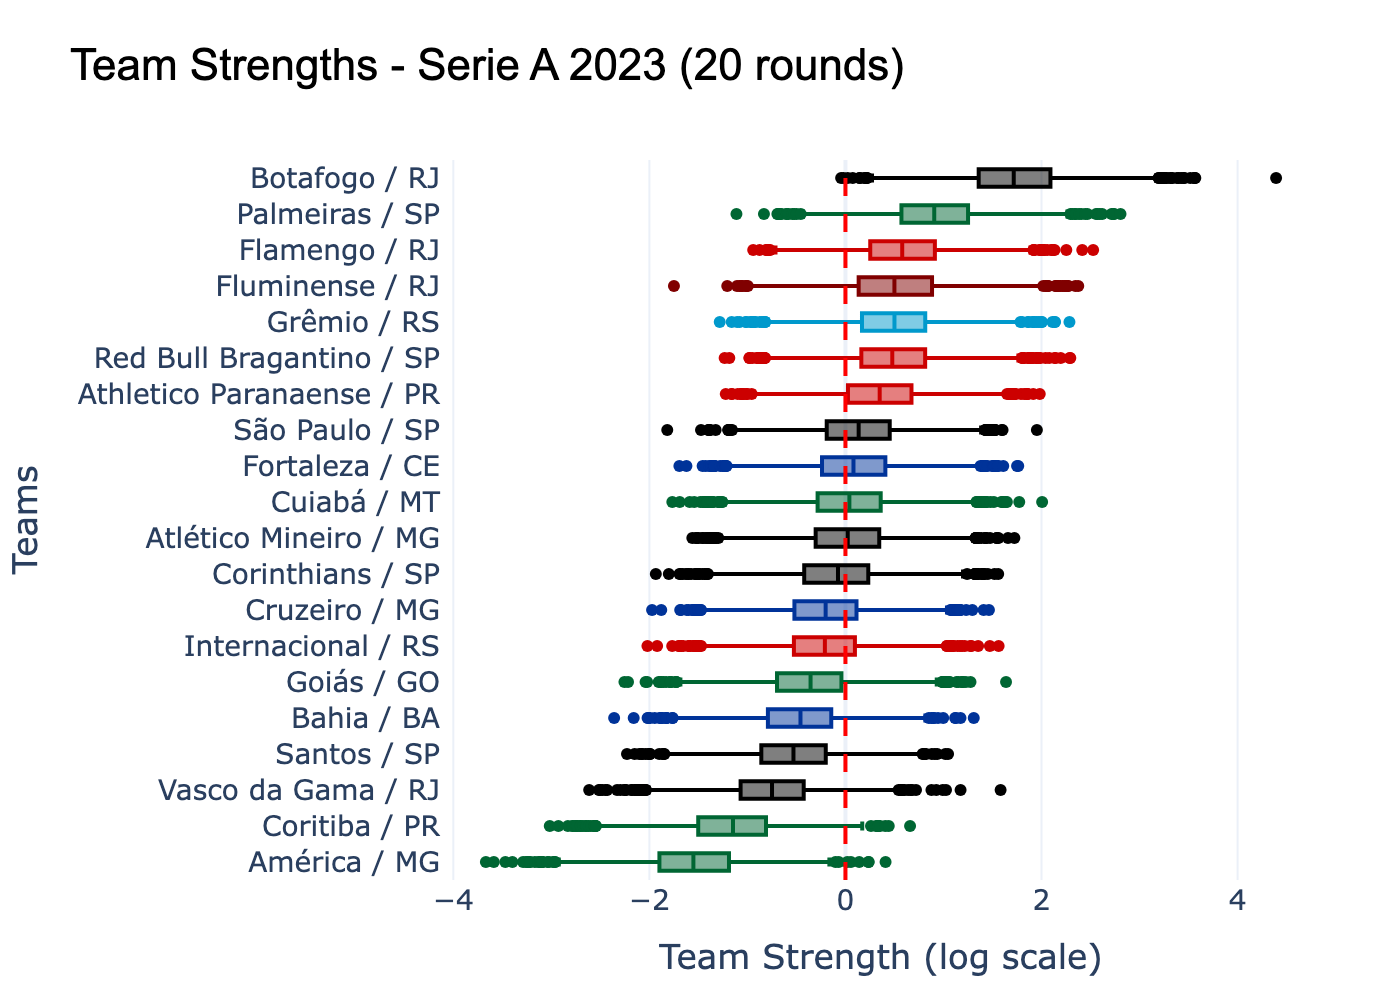 Team Strengths - Serie A 2023 (20 rounds)
Teams
Botafogo / RJ
Palmeiras / SP
Flamengo / RJ
Fluminense / RJ
Grêmio / RS
Red Bull Bragantino / SP
Athletico Paranaense / PR
São Paulo / SP
Fortaleza / CE
Cuiabá / MT
Atlético Mineiro / MG
Corinthians / SP
Cruzeiro / MG
Internacional / RS
Goiás / GO
Bahia / BA
Santos / SP
Vasco da Gama / RJ
Coritiba / PR
América / MG
−4 −2 0 2 4
Team Strength (log scale)